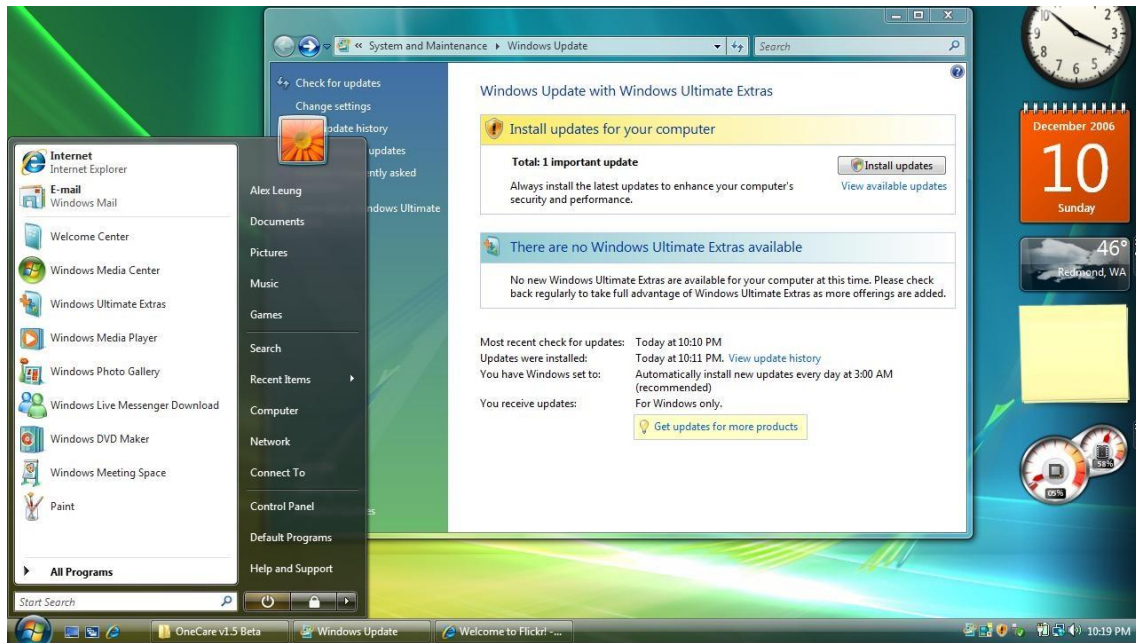 System and Maintenance
Windows Update
Search
Check for updates
Change settings
pdate history
updates
ntly asked
ndows Ultimate
Windows Update with Windows Ultimate Extras
Install updates for your computer
Total: 1 important update
Install updates
Always install the latest updates to enhance your computer's
security and performance.
View available updates
There are no Windows Ultimate Extras available
No new Windows Ultimate Extras are available for your computer at this time. Please check
back regularly to take full advantage of Windows Ultimate Extras as more offerings are added.
Most recent check for updates: Today at 10:10 PM
Updates were installed: Today at 10:11 PM. View update history
You have Windows set to: Automatically install new updates every day at 3:00 AM
(recommended)
You receive updates: For Windows only.
Get updates for more products
Internet
Internet Explorer
E-mail
Windows Mail
Welcome Center
Windows Media Center
Windows Ultimate Extras
Windows Media Player
Windows Photo Gallery
Windows Live Messenger Download
Windows DVD Maker
Windows Meeting Space
Paint
All Programs
Start Search
Alex Leung
Documents
Pictures
Music
Games
Search
Recent Items
Computer
Network
Connect To
Control Panel
Default Programs
Help and Support
10 2
9 3
8
7 6 5
December 2006
10
Sunday
46°
Redmond, WA
58%
05%
OneCare v1.5 Beta
Windows Update
Welcome to Flickr! -...
10:19 PM